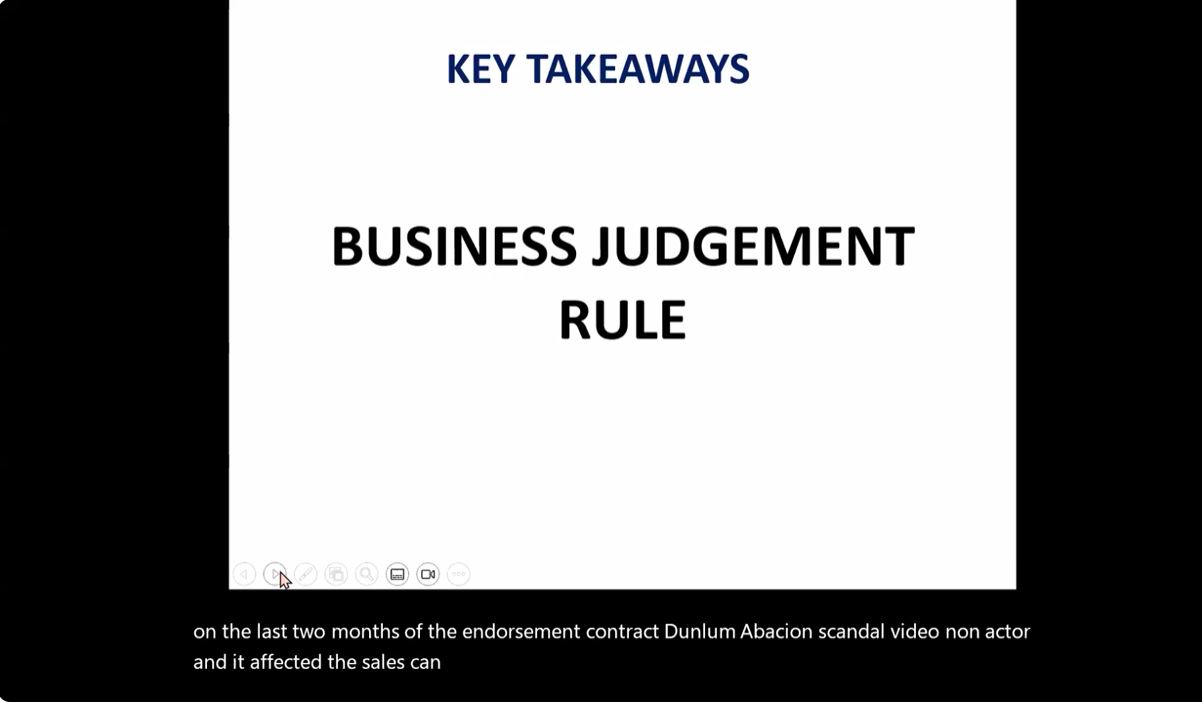 KEY TAKEAWAYS
BUSINESS JUDGEMENT
RULE
on the last two months of the endorsement contract Dunlum Abacion scandal video non actor
and it affected the sales can